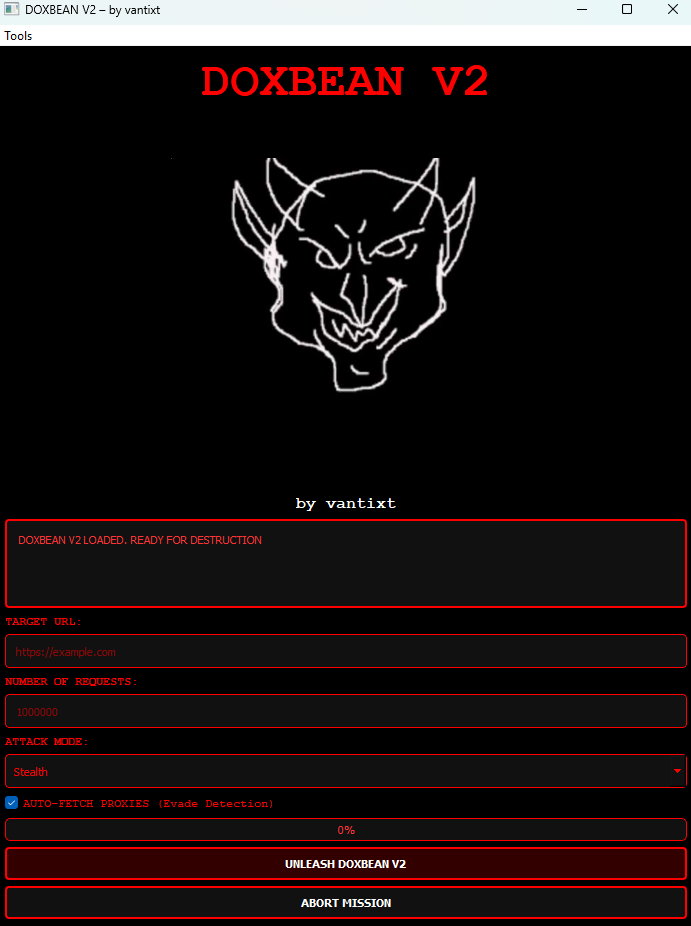 DOXBEAN V2 – by vantixt
Tools
DOXBEAN V2
by vantixt
DOXBEAN V2 LOADED. READY FOR DESTRUCTION
TARGET URL:
https://example.com
NUMBER OF REQUESTS:
1000000
ATTACK MODE:
Stealth
AUTO-FETCH PROXIES (Evade Detection)
0%
UNLEASH DOXBEAN V2
ABORT MISSION